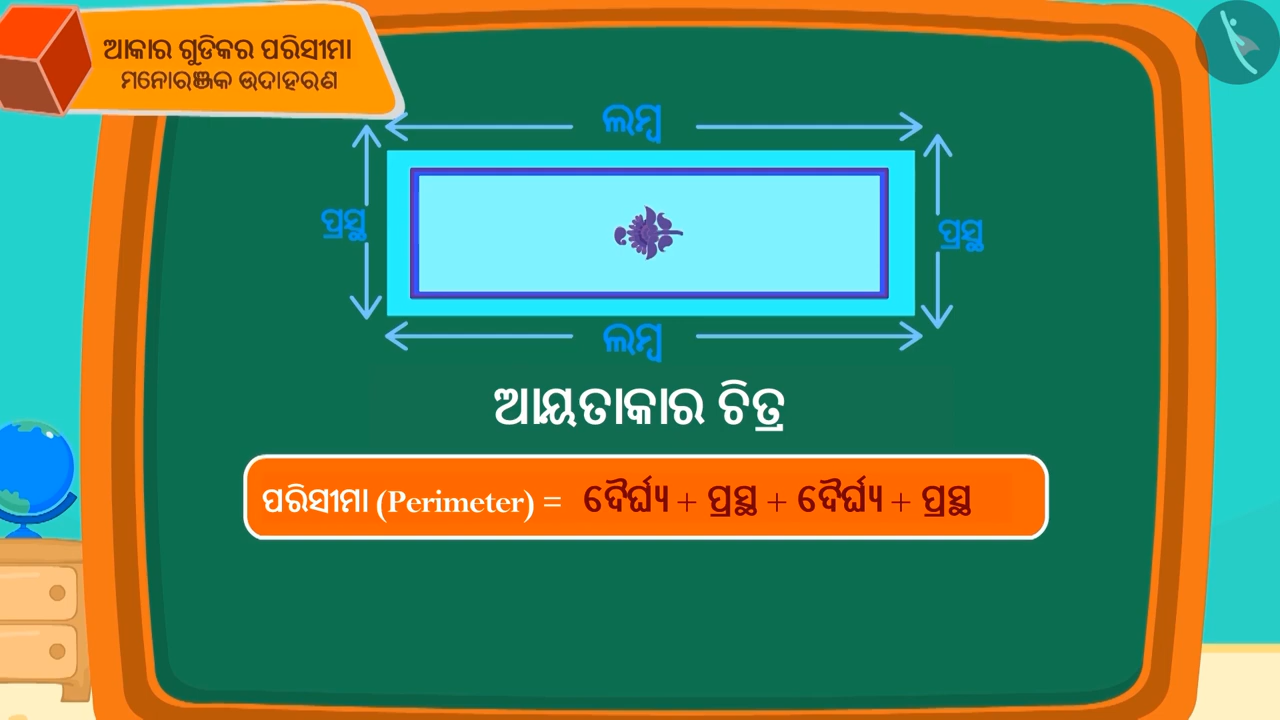 ଆକାର ଗୁଡିକର ପରିସୀମା
ମନୋରଞ୍ଜକ ଉଦାହରଣ
ଲମ୍ବ
ପ୍ରସ୍ଥ
ପ୍ରସ୍ଥ
ଲମ୍ବ
ଆୟତାକାର ଚିତ୍ର
ପରିସୀମା (Perimeter) = ଦୈର୍ଘ୍ୟ + ପ୍ରସ୍ଥ + ଦୈର୍ଘ୍ୟ + ପ୍ରସ୍ଥ